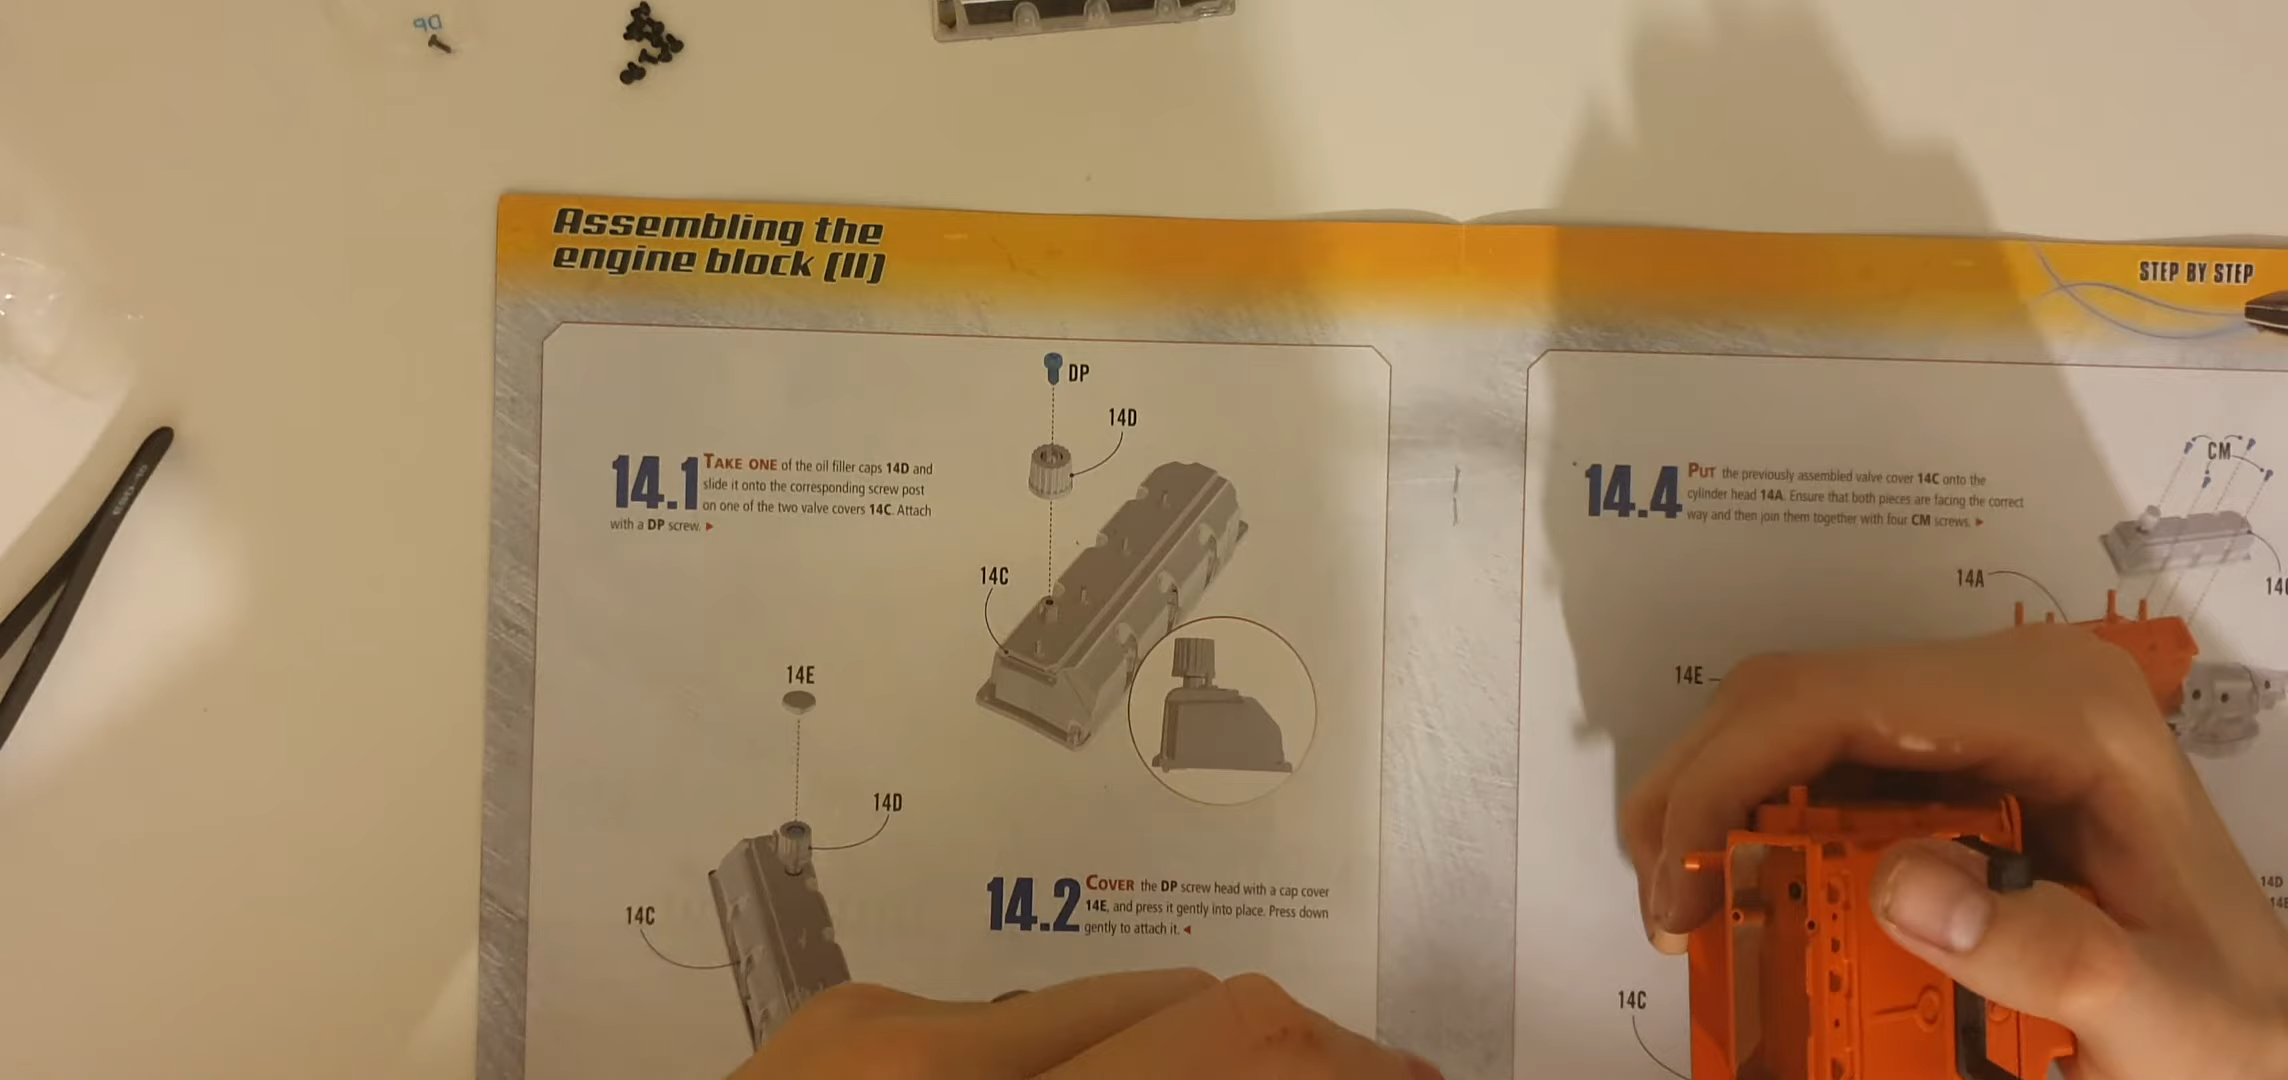 DP
Assembling the
engine block (II)
STEP BY STEP
DP
14D
14.1 TAKE ONE of the oil filler caps 14D and
slide it onto the corresponding screw post
on one of the two valve covers 14C. Attach
with a DP screw.
14C
14E
14D
14C
14.2 COVER the DP screw head with a cap cover
14E, and press it gently into place. Press down
gently to attach it.
14.4 PUT the previously assembled valve cover 14C onto the
cylinder head 14A. Ensure that both pieces are facing the correct
way and then join them together with four CM screws.
CM
14A
14E
14D
14C